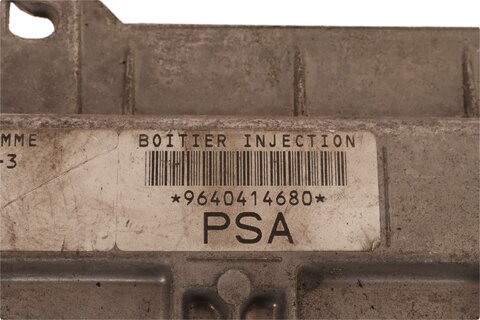 MME
-3
BOITIER INJECTION
*9640414680*
PSA